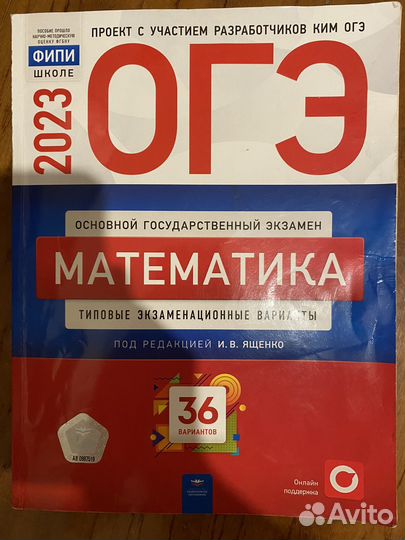 ПРОЕКТ С УЧАСТИЕМ РАЗРАБОТЧИКОВ КИМ ОГЭ
ПОСОБИЕ ПРОШЛО
НАУЧНО-МЕТОДИЧЕСКУЮ
ОЦЕНКУ ФГБНУ
ФИПИ
ШКОЛЕ
2023
ОГЭ
ОСНОВНОЙ ГОСУДАРСТВЕННЫЙ ЭКЗАМЕН
МАТЕМАТИКА
ТИПОВЫЕ ЭКЗАМЕНАЦИОННЫЕ ВАРИАНТЫ
ПОД РЕДАКЦИЕЙ И.В. ЯЩЕНКО
36
ВАРИАНТОВ
Онлайн
поддержка
Avito